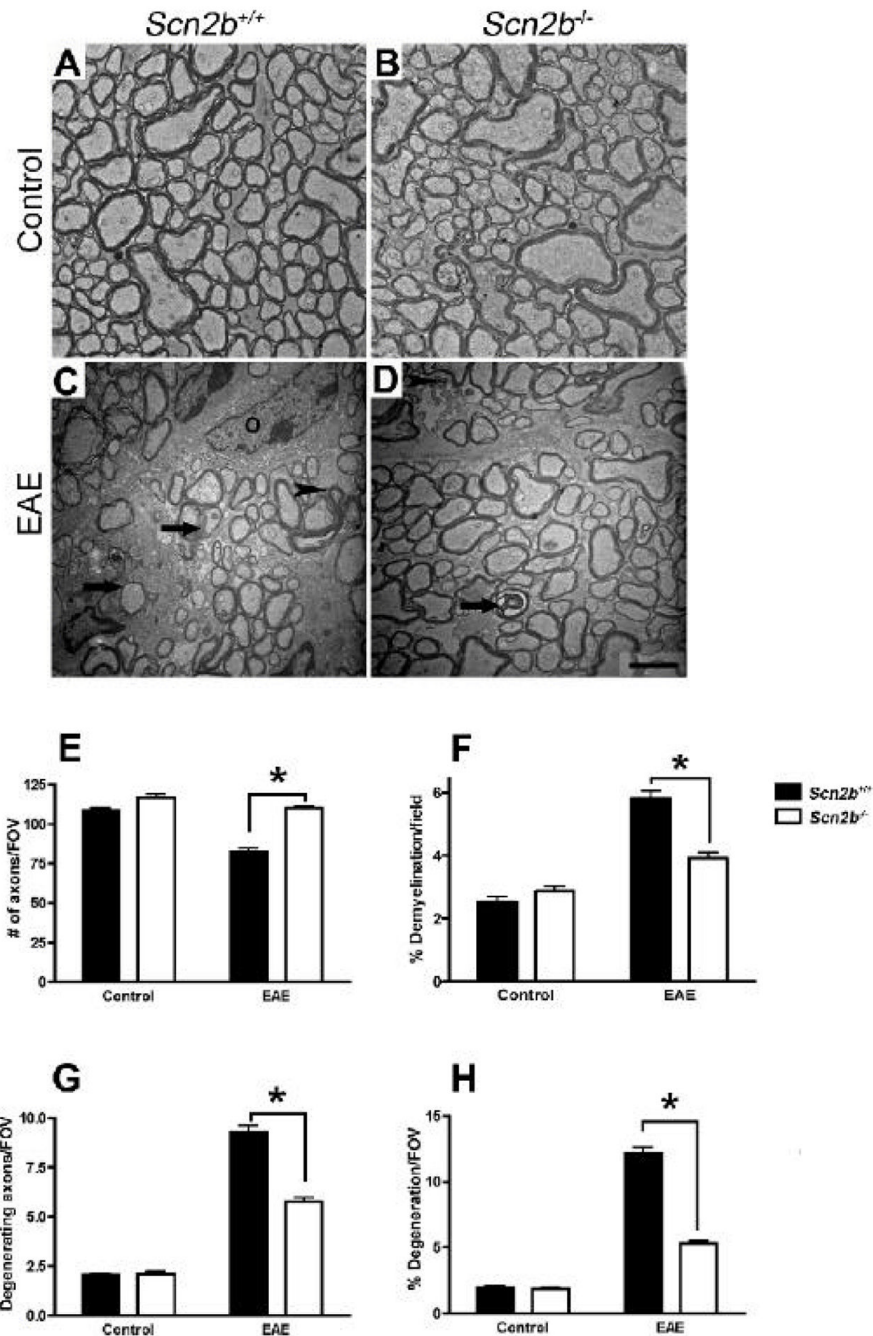 Scn2b+/+ Scn2b-/-
Control
A
B
EAE
C
O
D
E
# of axons/FOV
125
100
75
50
25
0
*
Control EAE
F
% Demyelination/field
6
4
2
0
*
Control EAE
Scn2b+/+
Scn2b-/-
G
Degenerating axons/FOV
10.0
7.5
5.0
2.5
0.0
*
Control EAE
H
% Degeneration/FOV
15
10
5
0
*
Control EAE